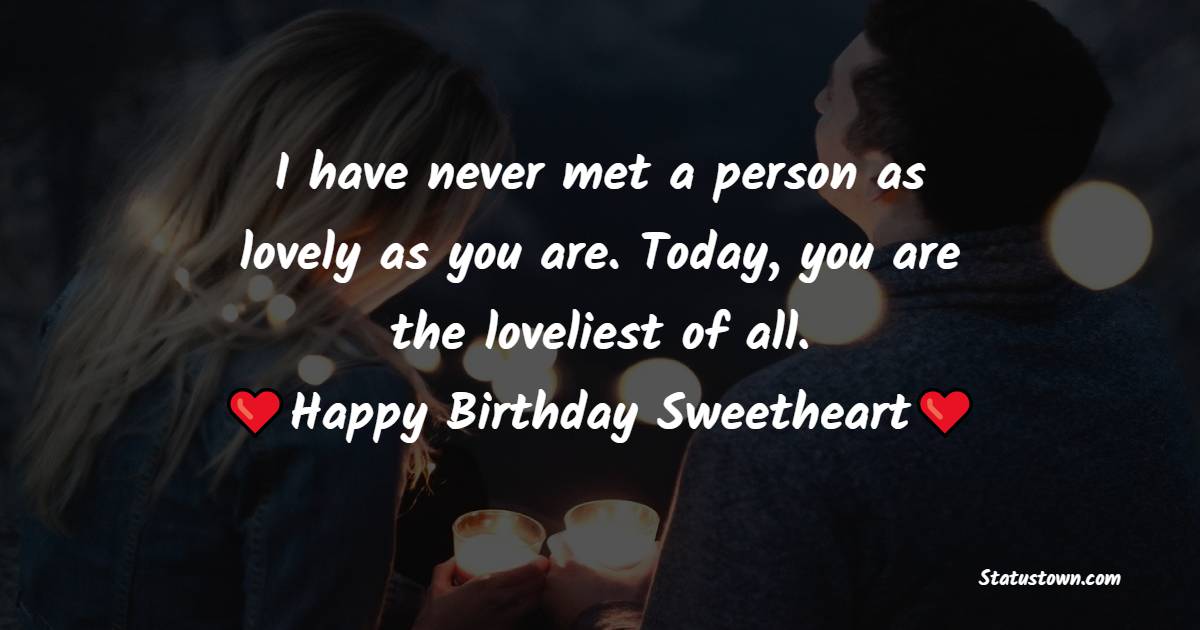 I have never met a person as
lovely as you are. Today, you are
the loveliest of all.
❤Happy Birthday Sweetheart❤
Statustown.com